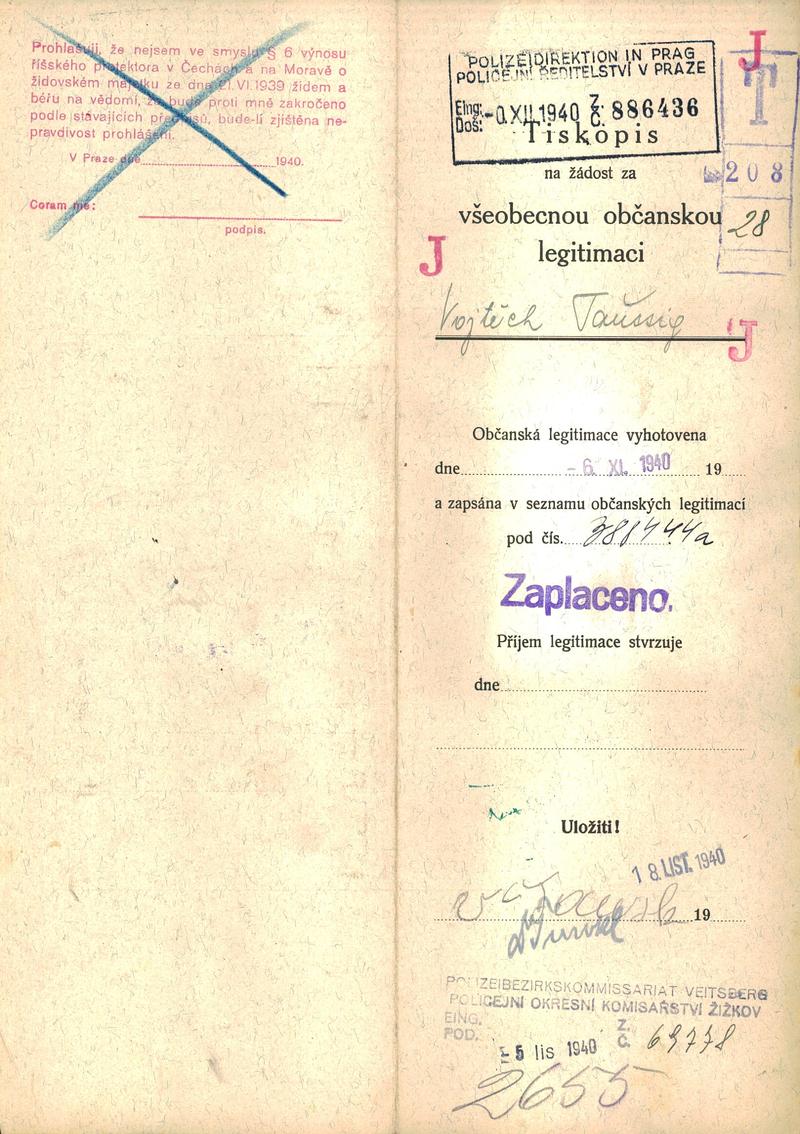 Prohlašuji, že nejsem ve smyslu § 6 výnosu
říšského protektora v Čechách a na Moravě o
židovském majetku ze dne 21. VI. 1939 židem a
béřu na vědomí, že bude proti mně zakročeno
podle stávajících předpisů, bude-li zjištěna ne-
pravdivost prohlášení.
V Praze dne 1940.
Coram me:
podpis.
J
POLIZEIDIREKTION IN PRAG
POLICEJNÍ ŘEDITELSTVÍ V PRAZE
Eing: Z.
Doš: XII. 1940 Č. 886436
T
Tiskopis
na žádost za
208
všeobecnou občanskou
28
legitimaci
J
Vojtěch Taussig
J
Občanská legitimace vyhotovena
dne - 6. XI. 1940 19
a zapsána v seznamu občanských legitimací
pod čís.
Zaplaceno.
Příjem legitimace stvrzuje
dne
Uložiti!
18. LIST. 1940
19
POLIZEIBEZIRKSKOMMISSARIAT VEITSBERG
POLICEJNÍ OKRESNÍ KOMISAŘSTVÍ ŽIŽKOV
EING. Z.
POD. - 5 lis 1940 Č. 69778
2655